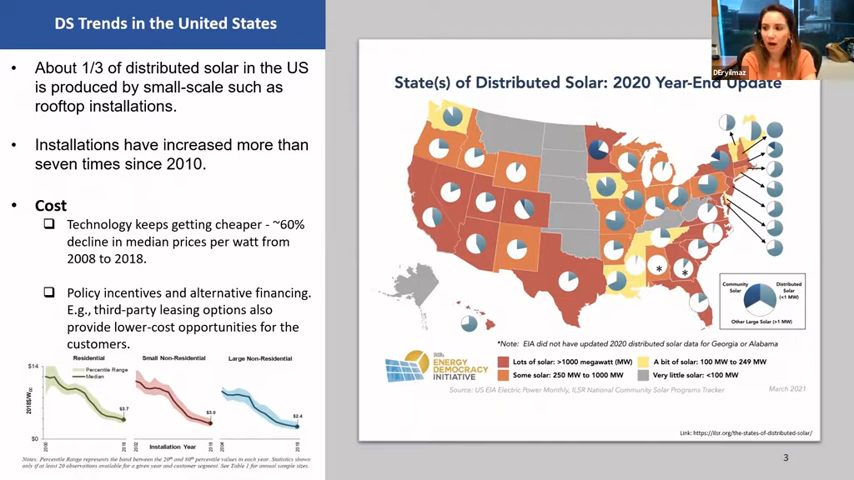 DS Trends in the United States
• About 1/3 of distributed solar in the US
is produced by small-scale such as
rooftop installations.
• Installations have increased more than
seven times since 2010.
• Cost
Technology keeps getting cheaper - ~60%
decline in median prices per watt from
2008 to 2018.
Policy incentives and alternative financing.
E.g., third-party leasing options also
provide lower-cost opportunities for the
customers.
Residential
Small Non-Residential
Large Non-Residential
$14
2018$/W
$0
Percentile Range
Median
$3.7
$3.0
$2.4
2000
2018
2002
2018
2004
2018
Installation Year
Notes: Percentile Range represents the band between the 20th and 80th percentile values in each year. Statistics shown
only if at least 20 observations available for a given year and customer segment. See Table 1 for annual sample sizes
DEryilmaz
State(s) of Distributed Solar: 2020 Year-End Update
*
*
Community
Solar
Distributed
Solar
(<1 MW)
Other Large Solar (>1 MW)
*Note: EIA did not have updated 2020 distributed solar data for Georgia or Alabama
ENERGY
DEMOCRACY
INITIATIVE
Lots of solar: >1000 megawatt (MW)
A bit of solar: 100 MW to 249 MW
Some solar: 250 MW to 1000 MW
Very little solar: <100 MW
Source: US EIA Electric Power Monthly, ILSR National Community Solar Programs Tracker
March 2021
Link: https://ilsr.org/the-states-of-distributed-solar/
3